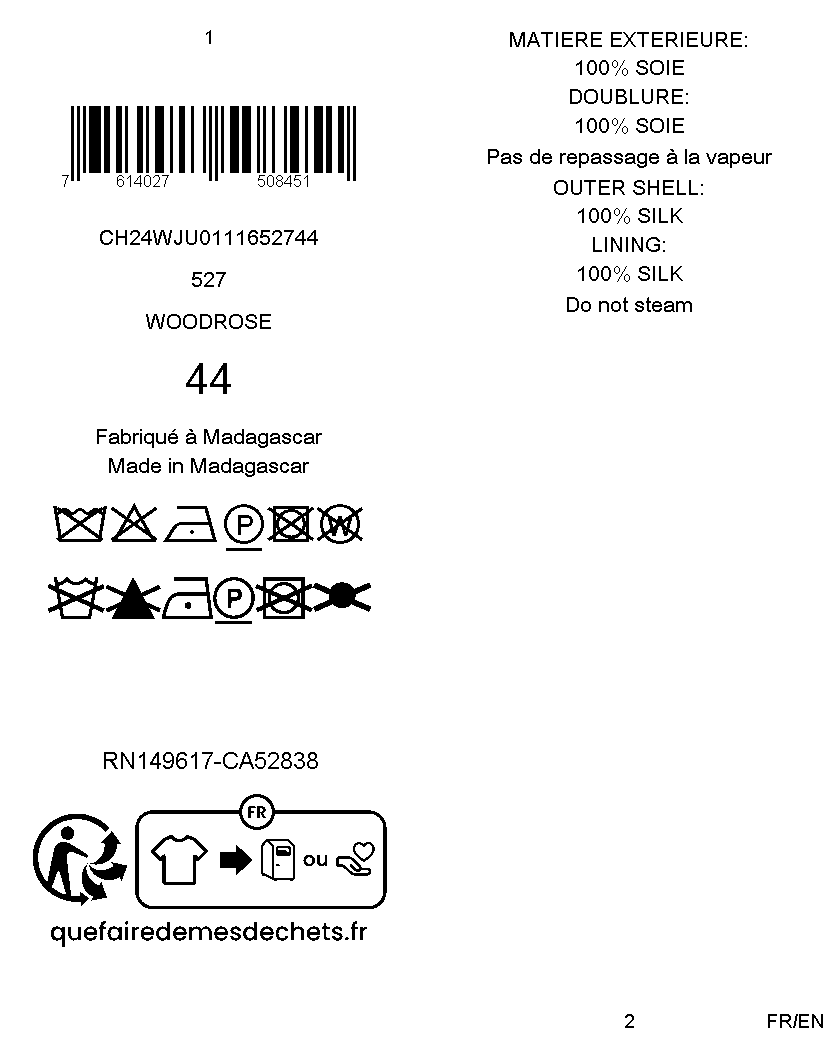 1
7 614027 508451
CH24WJU0111652744
527
WOODROSE
44
Fabriqué à Madagascar
Made in Madagascar
P W
P
RN149617-CA52838
FR
ou
quefairedemesdechets.fr
MATIERE EXTERIEURE:
100% SOIE
DOUBLURE:
100% SOIE
Pas de repassage à la vapeur
OUTER SHELL:
100% SILK
LINING:
100% SILK
Do not steam
2
FR/EN